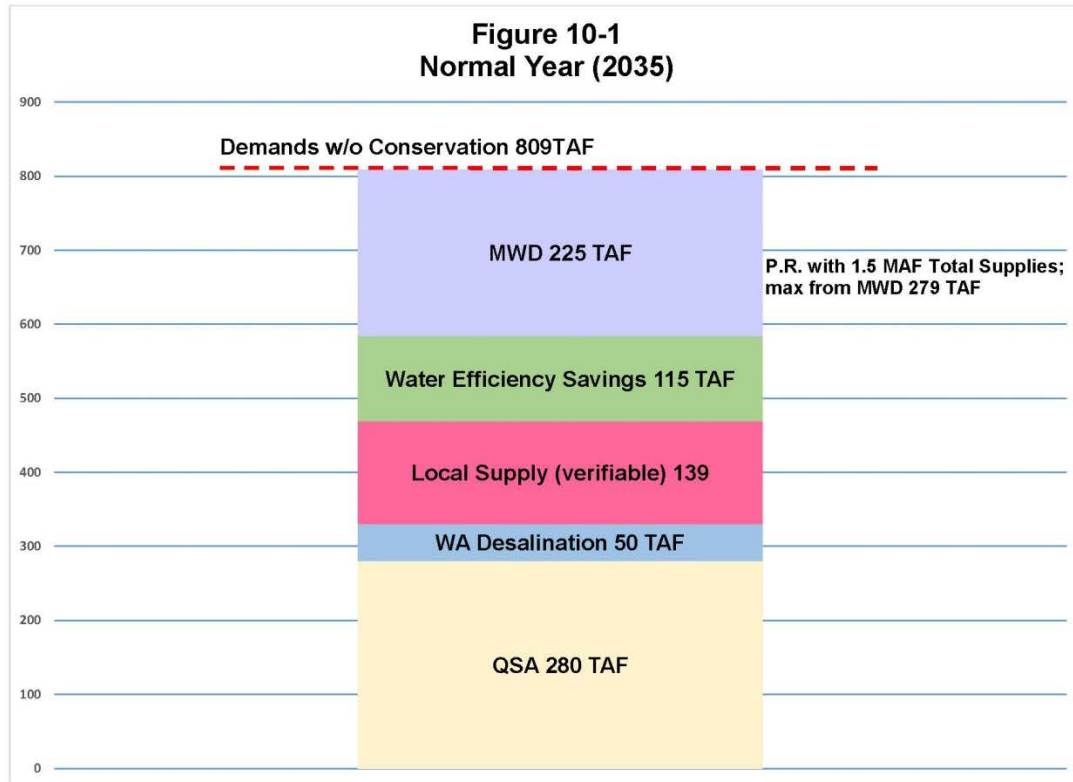 Figure 10-1
Normal Year (2035)
900
Demands w/o Conservation 809TAF
800
MWD 225 TAF
700
P.R. with 1.5 MAF Total Supplies;
max from MWD 279 TAF
600
Water Efficiency Savings 115 TAF
500
Local Supply (verifiable) 139
400
WA Desalination 50 TAF
300
200
QSA 280 TAF
100
0